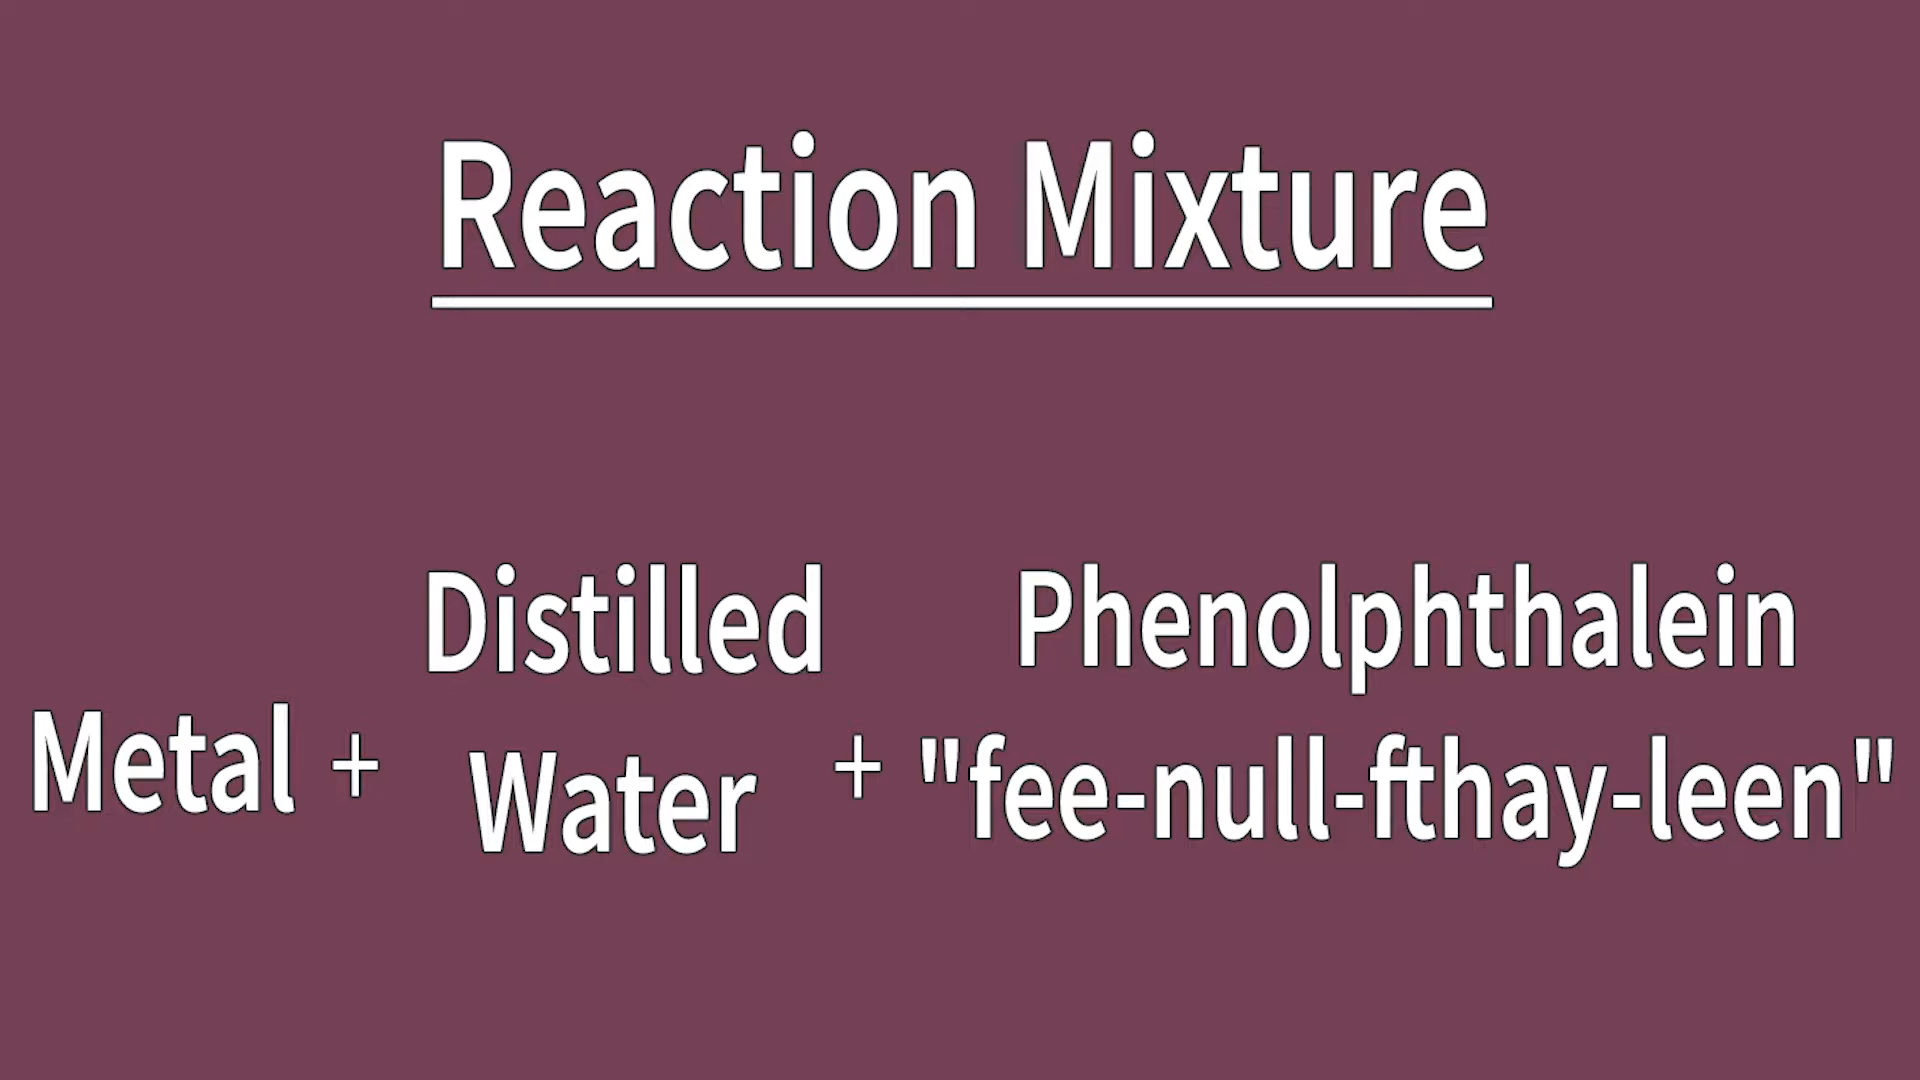 Reaction Mixture
Distilled
Phenolphthalein
Metal + Water + "fee-null-fthay-leen"